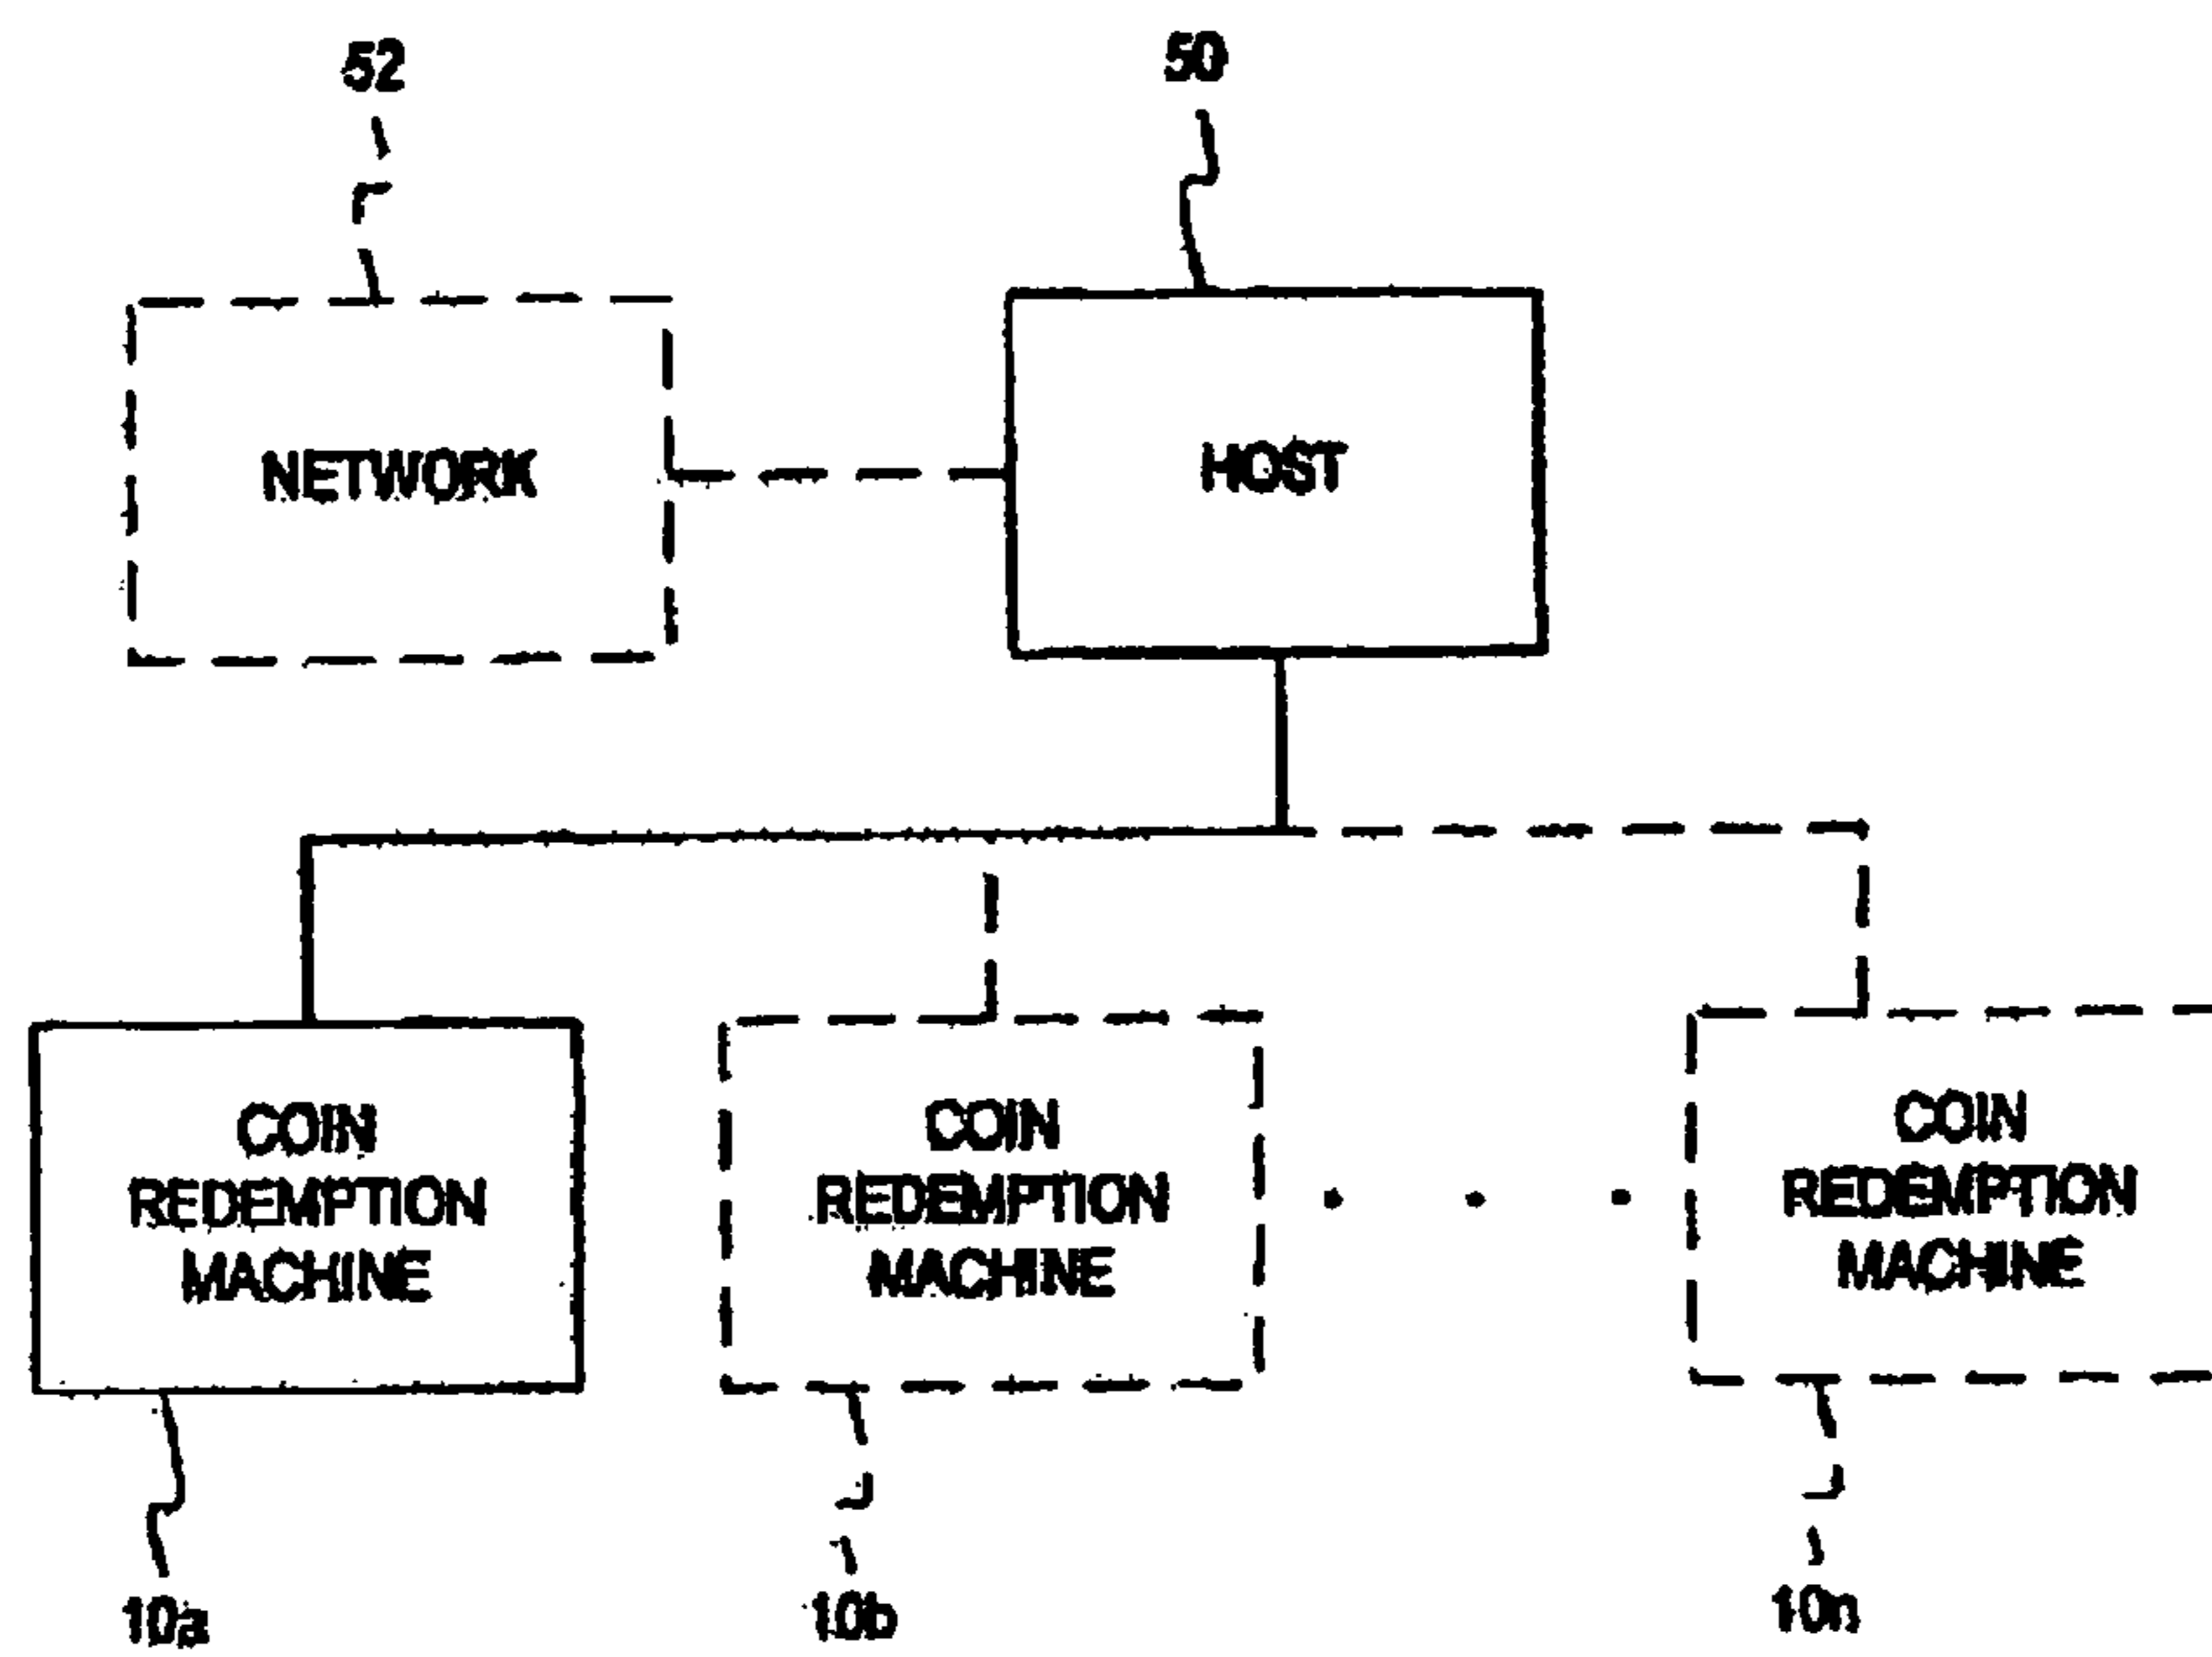 52
50
NETWORK
HOST
COIN
REDEMPTION
MACHINE
COIN
REDEMPTION
MACHINE
COIN
REDEMPTION
MACHINE
10a
10b
10n